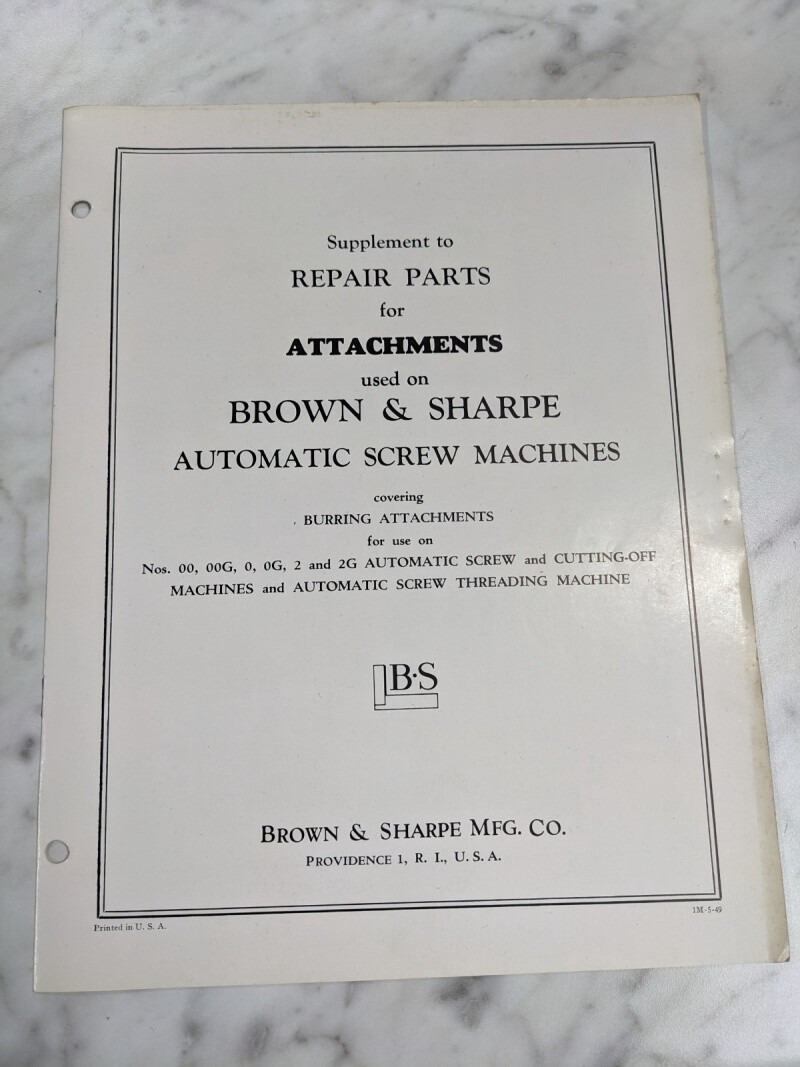 Supplement to
REPAIR PARTS
for
ATTACHMENTS
used on
BROWN & SHARPE
AUTOMATIC SCREW MACHINES
covering
BURRING ATTACHMENTS
for use on
Nos. 00, 00G, 0, 0G, 2 and 2G AUTOMATIC SCREW and CUTTING-OFF
MACHINES and AUTOMATIC SCREW THREADING MACHINE
B·S
BROWN & SHARPE MFG. CO.
PROVIDENCE 1, R. I., U. S. A.
Printed in U. S. A.
1M-5-49